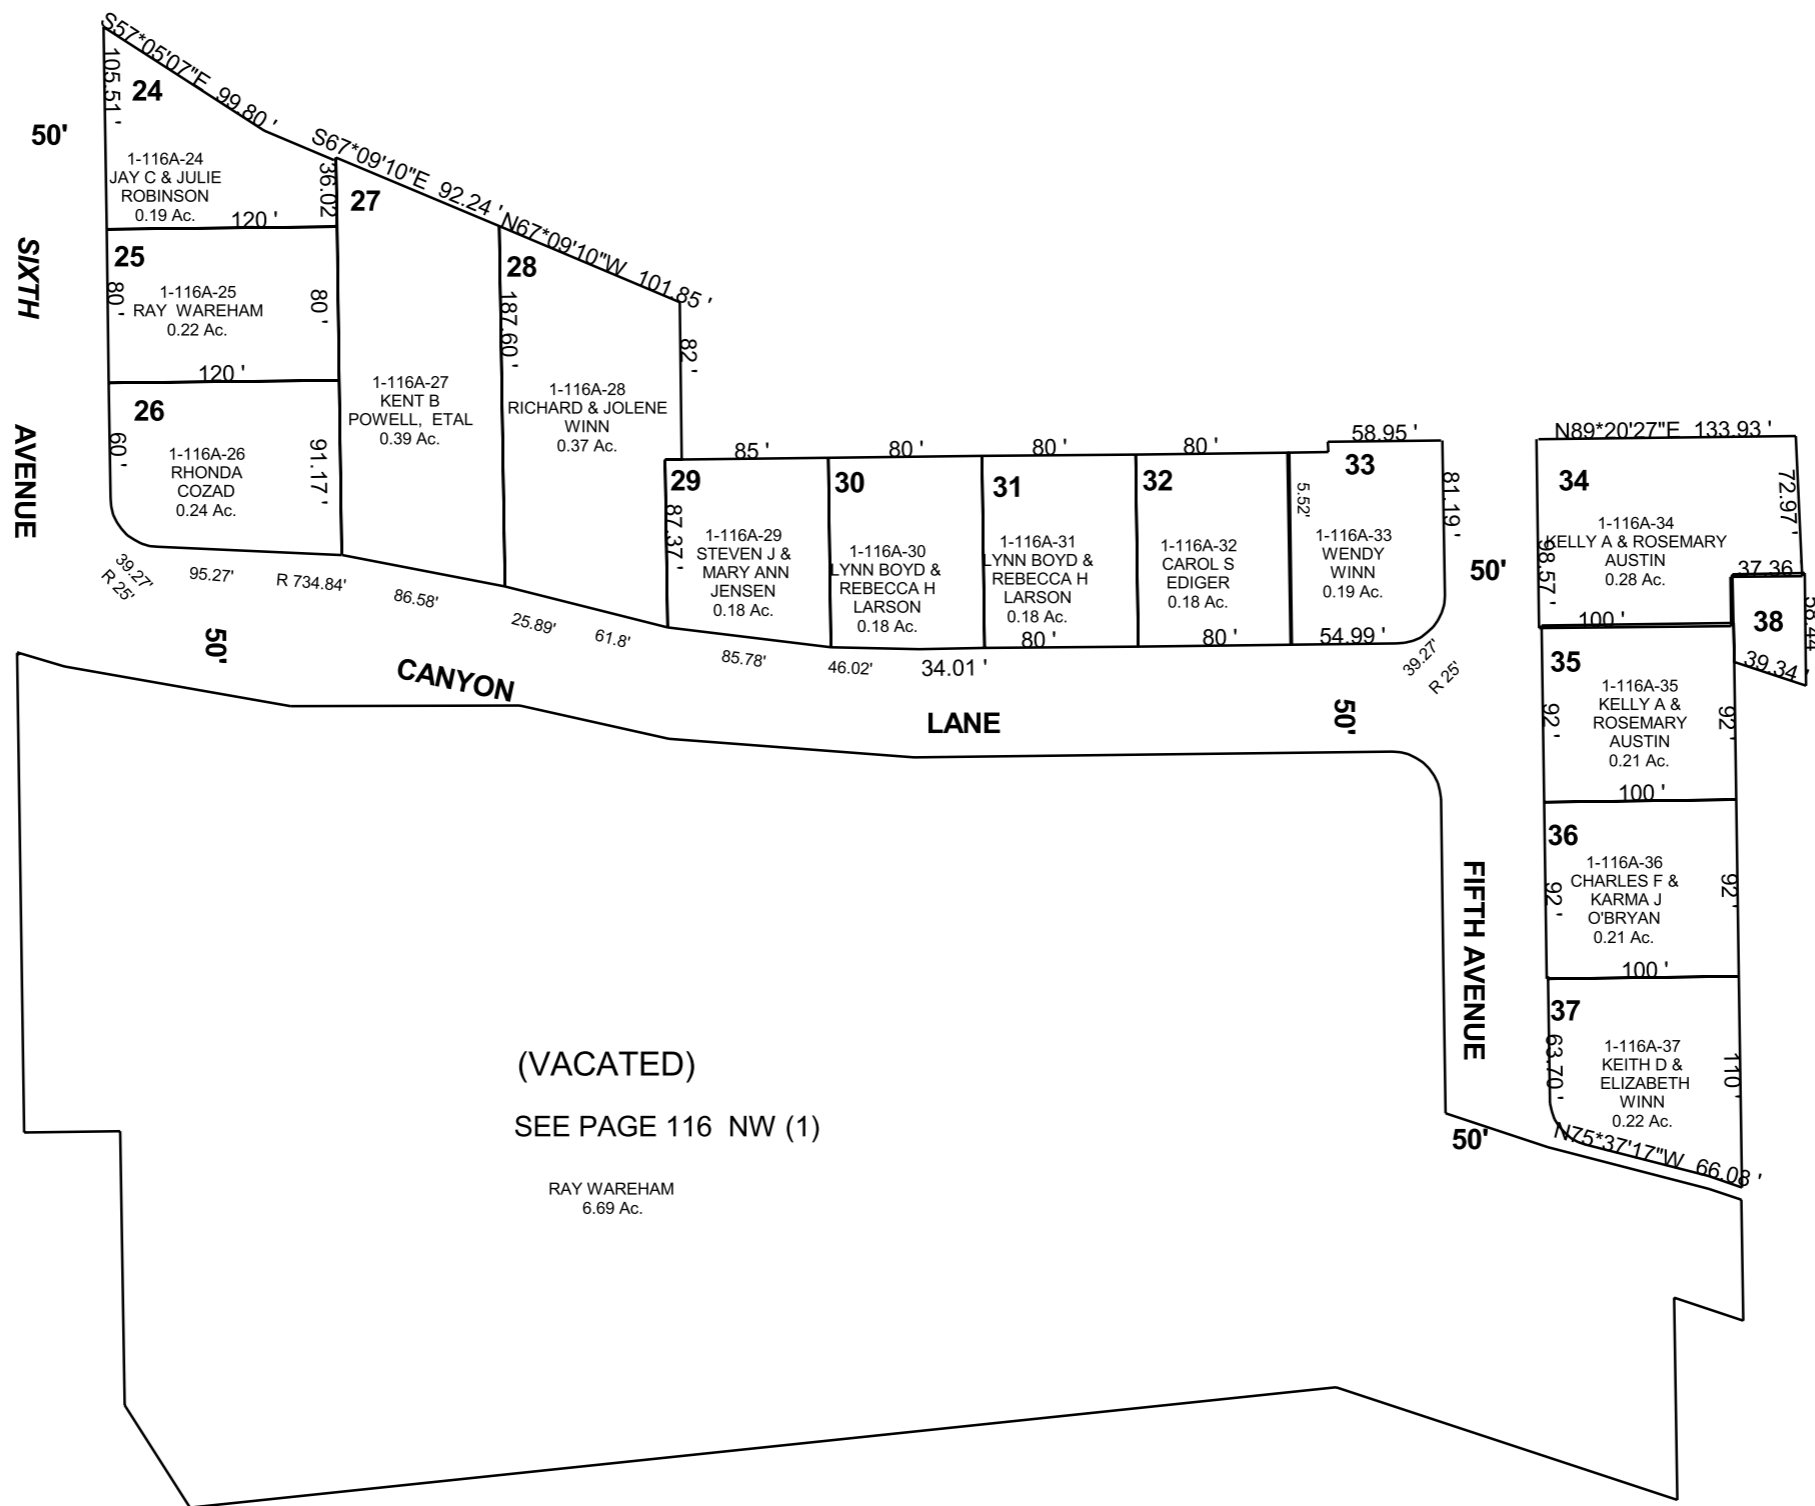 S57*05'07"E 99.80 '
105.51 '
24
50'
1-116A-24
JAY C & JULIE
ROBINSON
0.19 Ac.
120 '
36.02
S67*09'10"E 92.24 '
27
N67*09'10"W 101.85 '
28
SIXTH
AVENUE
25
1-116A-25
RAY WAREHAM
0.22 Ac.
80 '
80 '
120 '
26
1-116A-26
RHONDA
COZAD
0.24 Ac.
60 '
91.17 '
1-116A-27
KENT B
POWELL, ETAL
0.39 Ac.
187.60 '
1-116A-28
RICHARD & JOLENE
WINN
0.37 Ac.
82 '
85 '
80 '
80 '
80 '
58.95 '
29
87.37 '
1-116A-29
STEVEN J &
MARY ANN
JENSEN
0.18 Ac.
30
1-116A-30
LYNN BOYD &
REBECCA H
LARSON
0.18 Ac.
31
1-116A-31
LYNN BOYD &
REBECCA H
LARSON
0.18 Ac.
80 '
32
1-116A-32
CAROL S
EDIGER
0.18 Ac.
80 '
33
5.52'
1-116A-33
WENDY
WINN
0.19 Ac.
54.99 '
81.19 '
39.27'
R 25'
50'
N89*20'27"E 133.93 '
34
1-116A-34
KELLY A & ROSEMARY
AUSTIN
0.28 Ac.
72.97 '
98.57 '
37.36
100 '
38
58.44
39.34 '
35
1-116A-35
KELLY A &
ROSEMARY
AUSTIN
0.21 Ac.
92 '
92 '
100 '
36
1-116A-36
CHARLES F &
KARMA J
O'BRYAN
0.21 Ac.
92 '
92 '
100 '
37
1-116A-37
KEITH D &
ELIZABETH
WINN
0.22 Ac.
63.70 '
110 '
N75*37'17"W 66.08 '
39.27'
R 25'
95.27'
R 734.84'
86.58'
25.89'
61.8'
85.78'
46.02'
34.01 '
50'
CANYON
LANE
50'
FIFTH AVENUE
50'
(VACATED)
SEE PAGE 116 NW (1)
RAY WAREHAM
6.69 Ac.